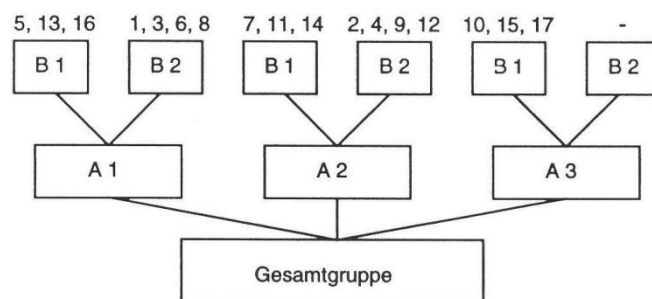 5, 13, 16 1, 3, 6, 8 7, 11, 14 2, 4, 9, 12 10, 15, 17 -
B 1 B 2 B 1 B 2 B 1 B 2
A 1 A 2 A 3
Gesamtgruppe